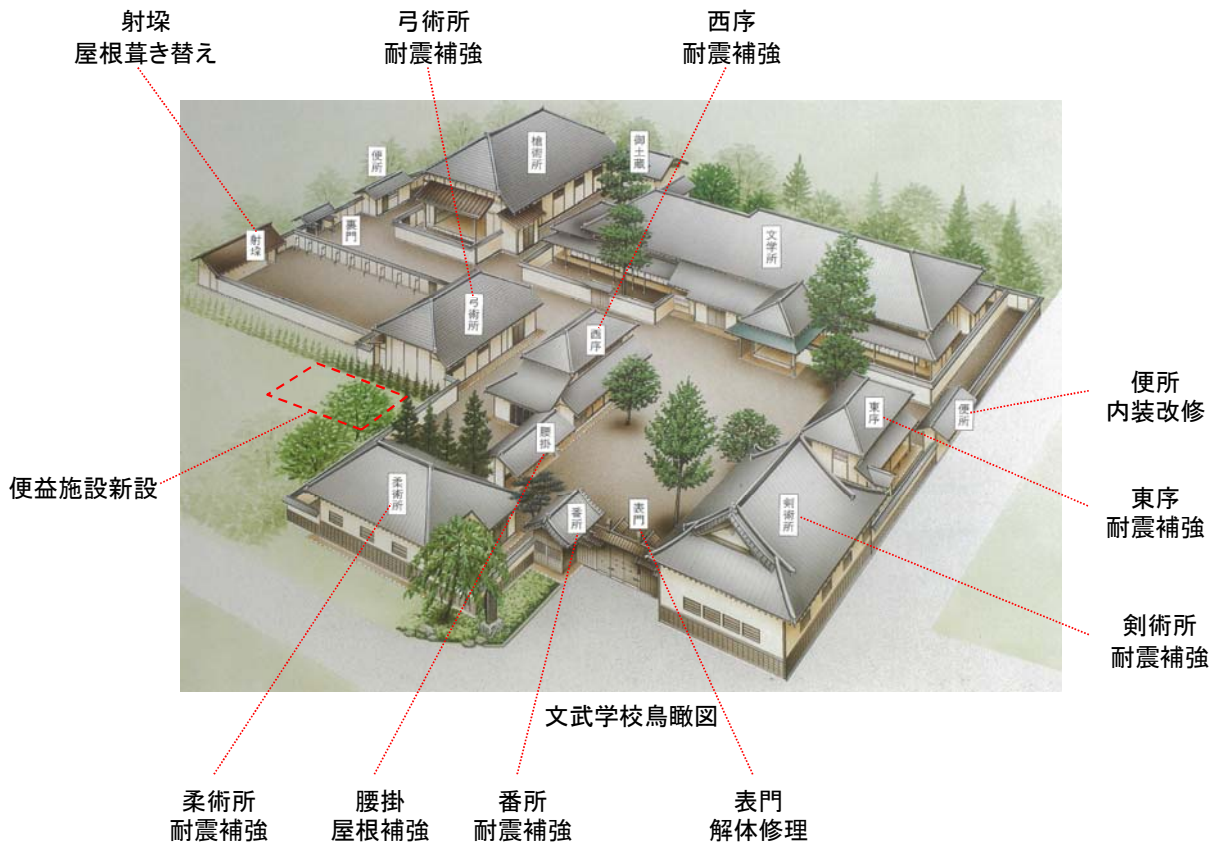 射垜
屋根葺き替え
弓術所
耐震補強
西序
耐震補強
便所
槍術所
御土蔵
裏門
射垜
文学所
弓術所
西序
便所
内装改修
東序
便所
腰掛
便益施設新設
柔術所
番所
表門
剣術所
東序
耐震補強
剣術所
耐震補強
文武学校鳥瞰図
柔術所
耐震補強
腰掛
屋根補強
番所
耐震補強
表門
解体修理